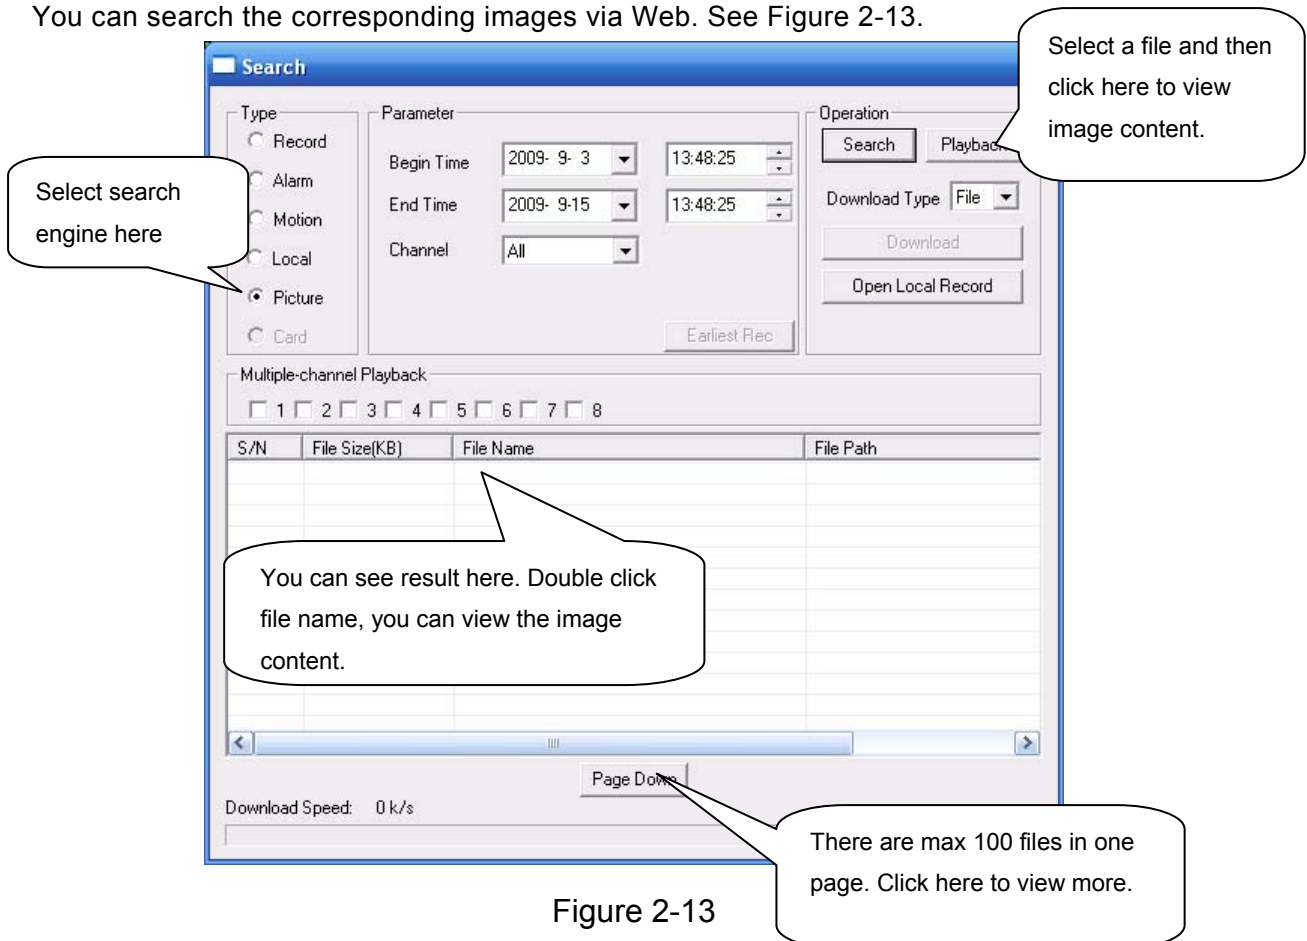 You can search the corresponding images via Web. See Figure 2-13.
Select a file and then
click here to view
image content.
Search
Type
Record
Alarm
Motion
Local
Picture
Card
Select search
engine here
Parameter
Begin Time 2009- 9- 3 13:48:25
End Time 2009- 9-15 13:48:25
Channel All
Earliest Rec
Operation
Search Playback
Download Type File
Download
Open Local Record
Multiple-channel Playback
1 2 3 4 5 6 7 8
S/N File Size(KB) File Name File Path
You can see result here. Double click
file name, you can view the image
content.
Page Down
Download Speed: 0 k/s
There are max 100 files in one
page. Click here to view more.
Figure 2-13